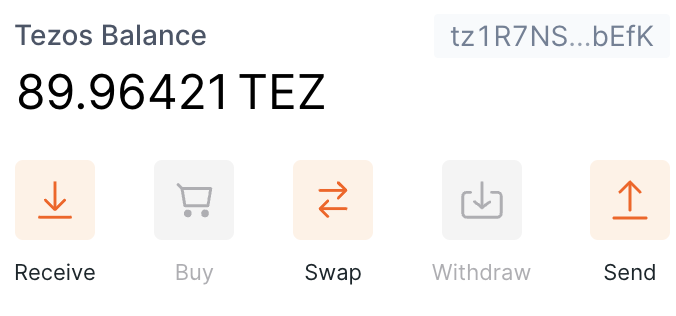 Tezos Balance
tz1R7NS...bEfK
89.96421 TEZ
Receive
Buy
Swap
Withdraw
Send